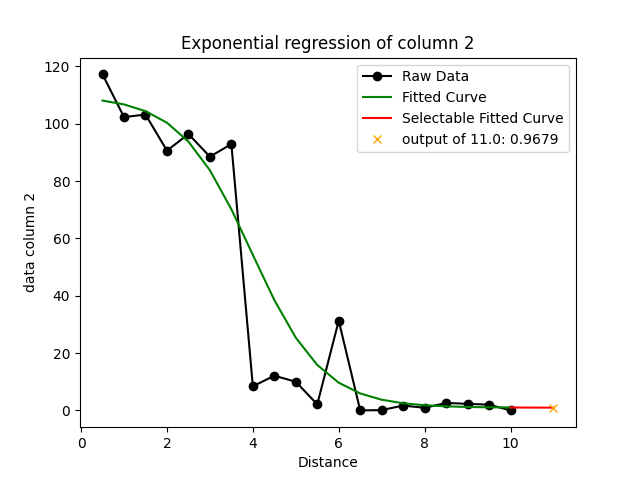 Exponential regression of column 2
120
100
80
60
40
20
0
data column 2
Raw Data
Fitted Curve
Selectable Fitted Curve
output of 11.0: 0.9679
0 2 4 6 8 10
Distance